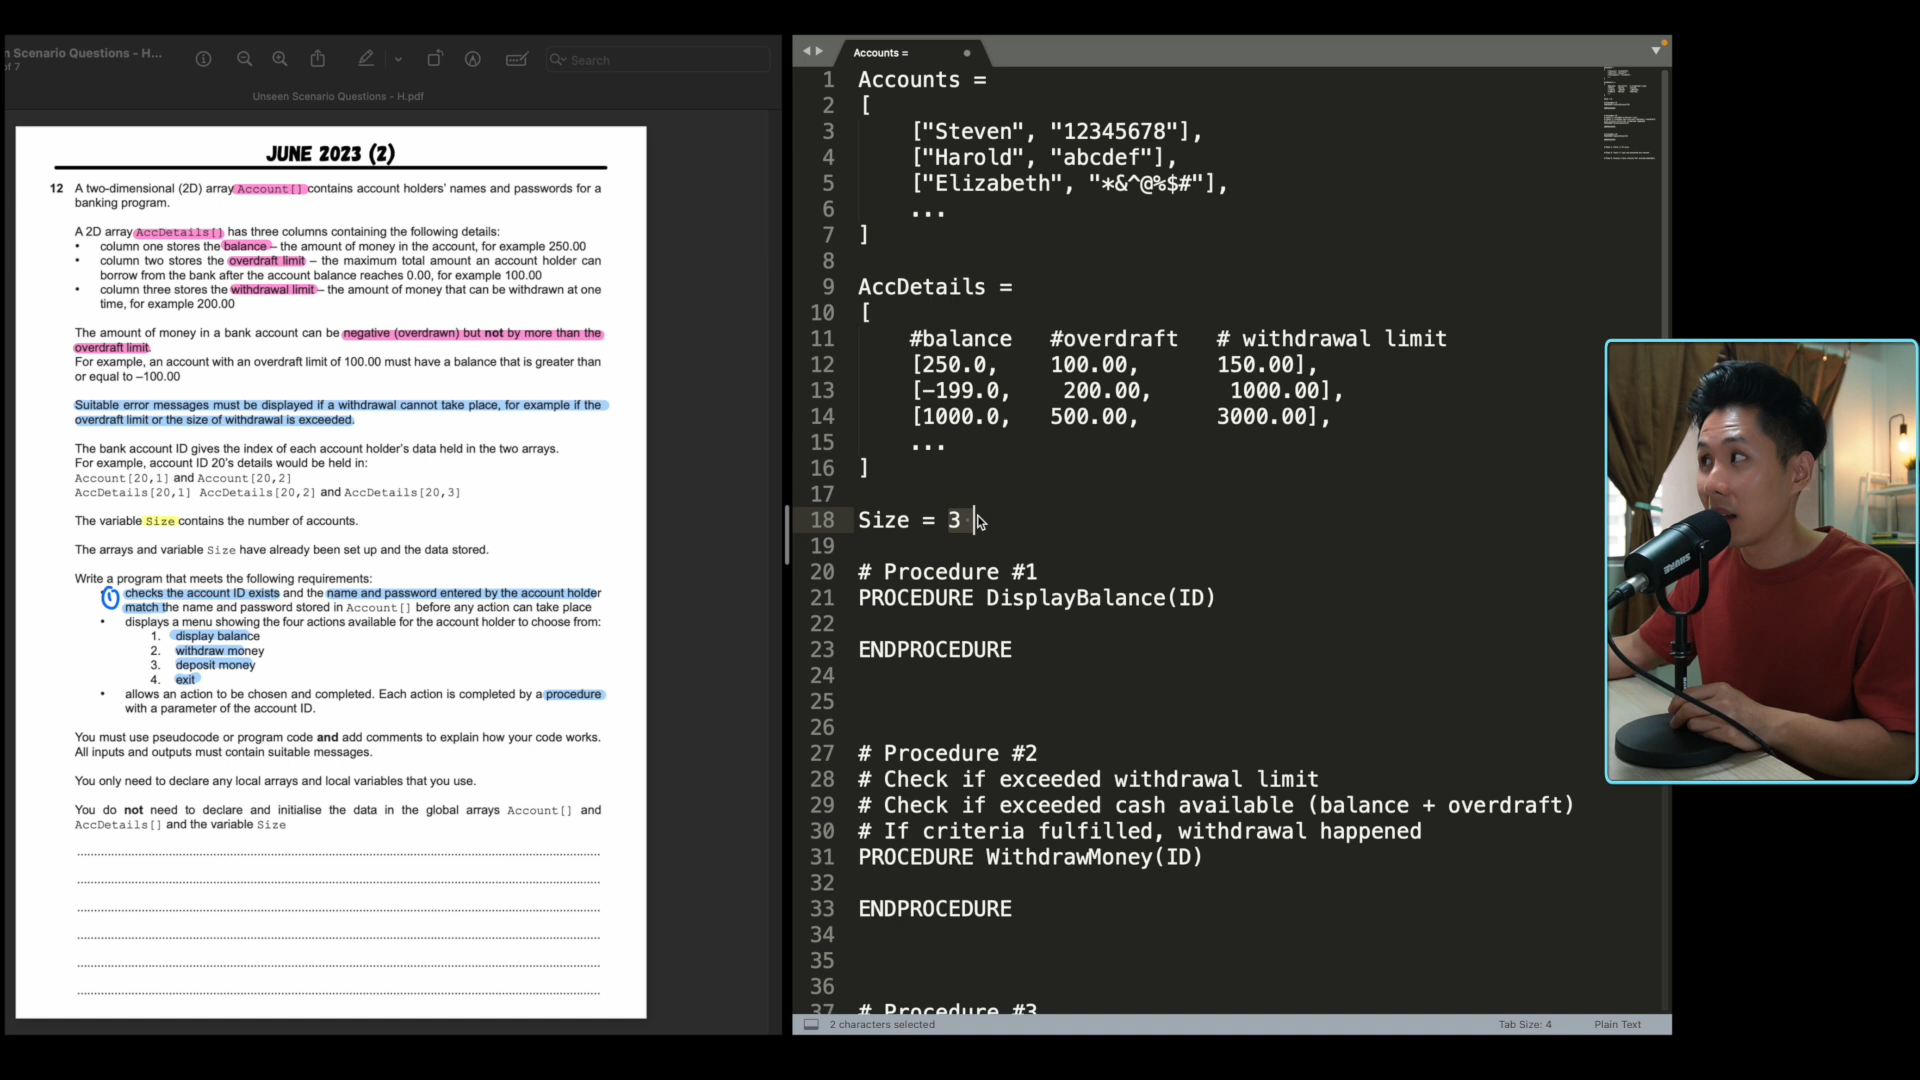 n Scenario Questions - H...
of 7
Search
Unseen Scenario Questions - H.pdf
JUNE 2023 (2)
12 A two-dimensional (2D) array Account[] contains account holders' names and passwords for a
banking program.
A 2D array AccDetails[] has three columns containing the following details:
• column one stores the balance – the amount of money in the account, for example 250.00
• column two stores the overdraft limit – the maximum total amount an account holder can
borrow from the bank after the account balance reaches 0.00, for example 100.00
• column three stores the withdrawal limit – the amount of money that can be withdrawn at one
time, for example 200.00
The amount of money in a bank account can be negative (overdrawn) but not by more than the
overdraft limit.
For example, an account with an overdraft limit of 100.00 must have a balance that is greater than
or equal to –100.00
Suitable error messages must be displayed if a withdrawal cannot take place, for example if the
overdraft limit or the size of withdrawal is exceeded.
The bank account ID gives the index of each account holder's data held in the two arrays.
For example, account ID 20's details would be held in:
Account[20,1] and Account[20,2]
AccDetails[20,1] AccDetails[20,2] and AccDetails[20,3]
The variable Size contains the number of accounts.
The arrays and variable Size have already been set up and the data stored.
Write a program that meets the following requirements:
• checks the account ID exists and the name and password entered by the account holder
match the name and password stored in Account[] before any action can take place
• displays a menu showing the four actions available for the account holder to choose from:
1. display balance
2. withdraw money
3. deposit money
4. exit
• allows an action to be chosen and completed. Each action is completed by a procedure
with a parameter of the account ID.
You must use pseudocode or program code and add comments to explain how your code works.
All inputs and outputs must contain suitable messages.
You only need to declare any local arrays and local variables that you use.
You do not need to declare and initialise the data in the global arrays Account[] and
AccDetails[] and the variable Size
Accounts =
1 Accounts =
2 [
3 ["Steven", "12345678"],
4 ["Harold", "abcdef"],
5 ["Elizabeth", "*&^@%$#"],
6 ...
7 ]
8
9 AccDetails =
10 [
11 #balance #overdraft # withdrawal limit
12 [250.0, 100.00, 150.00],
13 [-199.0, 200.00, 1000.00],
14 [1000.0, 500.00, 3000.00],
15 ...
16 ]
17
18 Size = 3
19
20 # Procedure #1
21 PROCEDURE DisplayBalance(ID)
22
23 ENDPROCEDURE
24
25
26
27 # Procedure #2
28 # Check if exceeded withdrawal limit
29 # Check if exceeded cash available (balance + overdraft)
30 # If criteria fulfilled, withdrawal happened
31 PROCEDURE WithdrawMoney(ID)
32
33 ENDPROCEDURE
34
35
36
37 # Procedure #3
2 characters selected
Tab Size: 4
Plain Text
SHURE